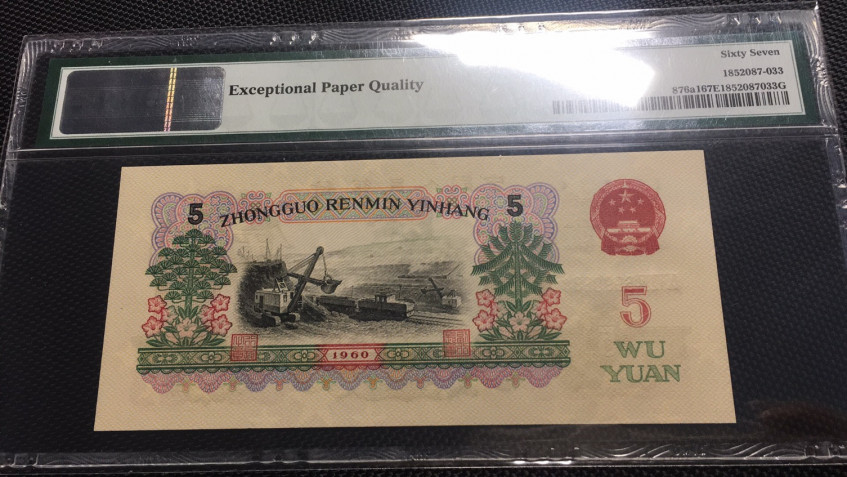 Sixty Seven
Exceptional Paper Quality
1852087-033
876a167E1852087033G
5 ZHONGGUO RENMIN YINHANG 5
5
1960
WU
YUAN